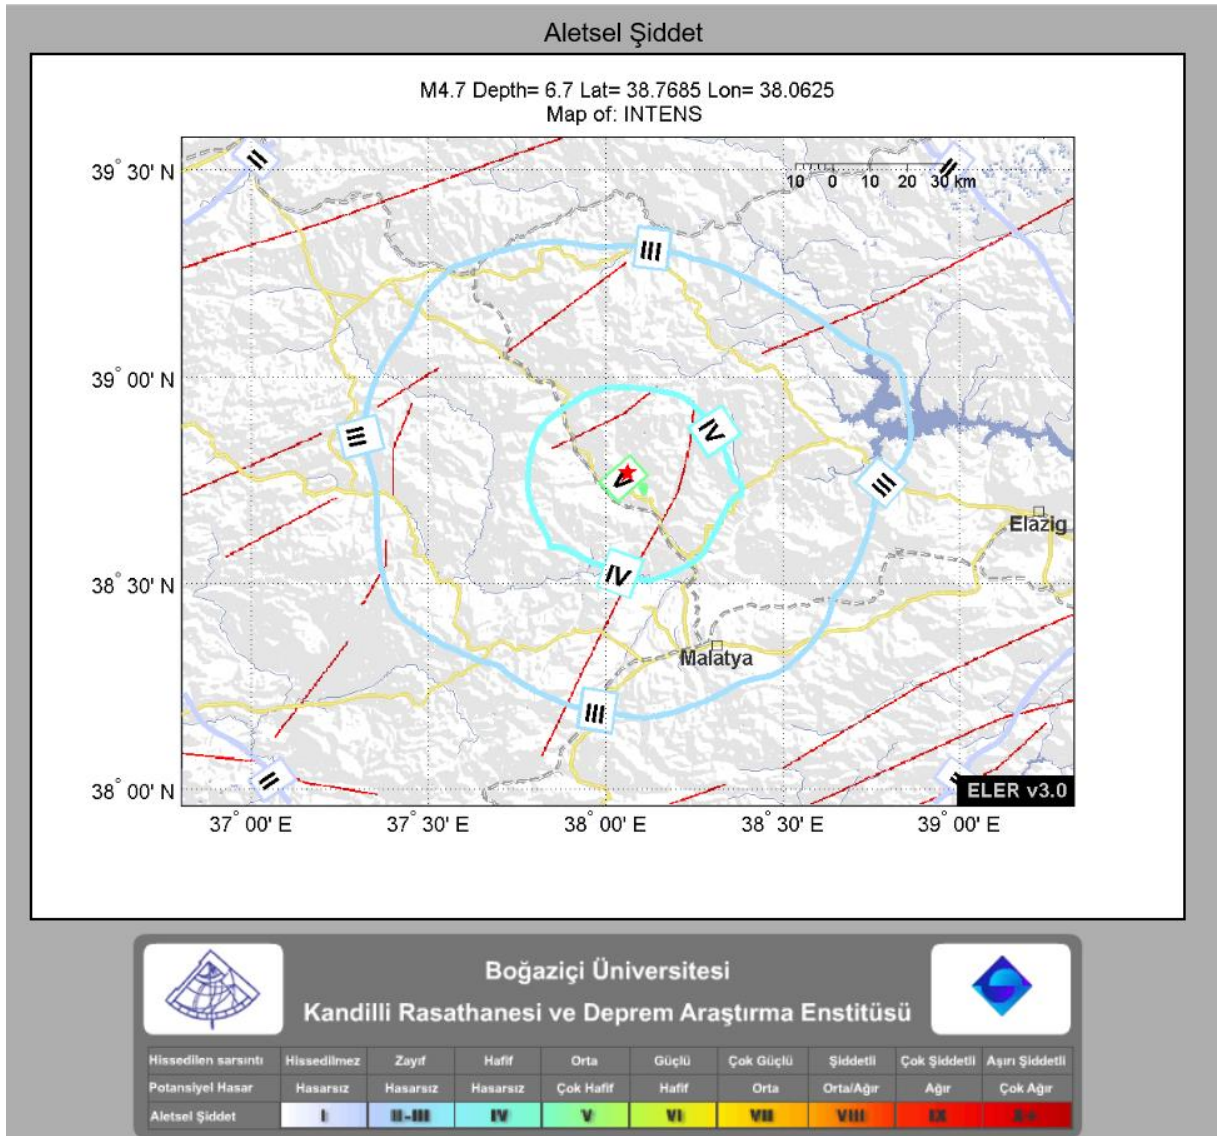 Aletsel Şiddet
M4.7 Depth= 6.7 Lat= 38.7685 Lon= 38.0625
Map of: INTENS
39° 30' N
39° 00' N
38° 30' N
38° 00' N
II
II
10 0 10 20 30 km
III
III
IV
V
III
Elazig
IV
Malatya
III
II
II
ELER v3.0
37° 00' E 37° 30' E 38° 00' E 38° 30' E 39° 00' E
Boğaziçi Üniversitesi
Kandilli Rasathanesi ve Deprem Araştırma Enstitüsü
Hissedilen sarsıntı Hissedilmez Zayıf Hafif Orta Güçlü Çok Güçlü Şiddetli Çok Şiddetli Aşırı Şiddetli
Potansiyel Hasar Hasarsız Hasarsız Hasarsız Çok Hafif Hafif Orta Orta/Ağır Ağır Çok Ağır
Aletsel Şiddet I II-III IV V VI VII VIII IX X+